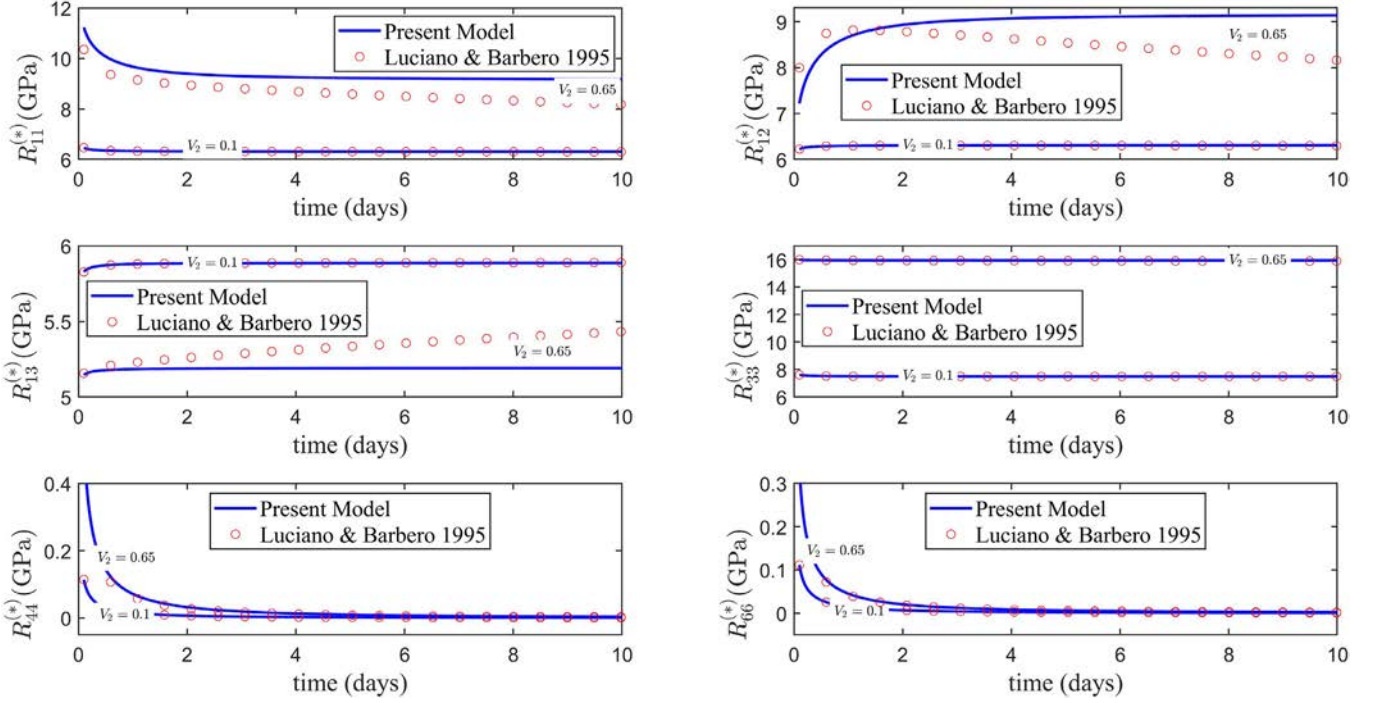 12
10
8
6
R₁₁^(*) (GPa)
Present Model
Luciano & Barbero 1995
V₂ = 0.65
V₂ = 0.1
0 2 4 6 8 10
time (days)
9
8
7
6
R₁₂^(*) (GPa)
V₂ = 0.65
Present Model
Luciano & Barbero 1995
V₂ = 0.1
0 2 4 6 8 10
time (days)
6
5.5
5
R₁₃^(*) (GPa)
V₂ = 0.1
Present Model
Luciano & Barbero 1995
V₂ = 0.65
0 2 4 6 8 10
time (days)
16
14
12
10
8
6
R₃₃^(*) (GPa)
V₂ = 0.65
Present Model
Luciano & Barbero 1995
V₂ = 0.1
0 2 4 6 8 10
time (days)
0.4
0.2
0
R₄₄^(*) (GPa)
Present Model
Luciano & Barbero 1995
V₂ = 0.65
V₂ = 0.1
0 2 4 6 8 10
time (days)
0.3
0.2
0.1
0
R₆₆^(*) (GPa)
Present Model
Luciano & Barbero 1995
V₂ = 0.65
V₂ = 0.1
0 2 4 6 8 10
time (days)